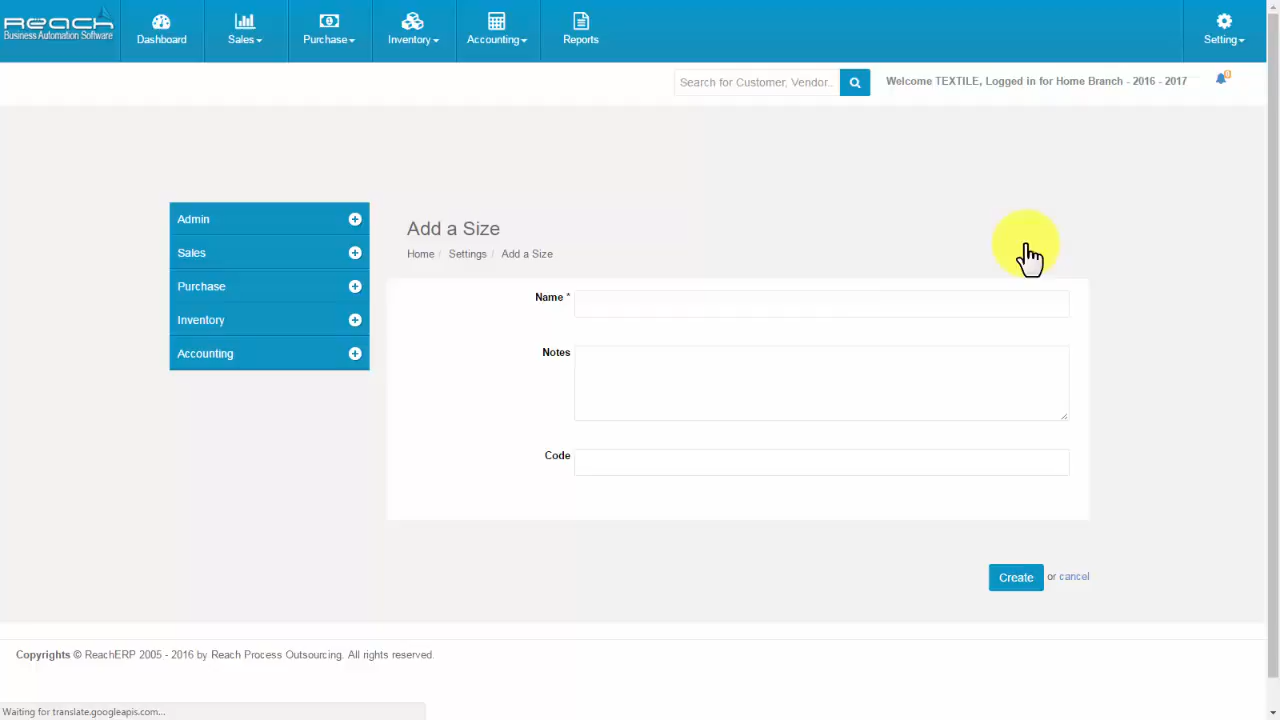 Reach
Business Automation Software
Dashboard
Sales
Purchase
Inventory
Accounting
Reports
Setting
Search for Customer, Vendor..
Welcome TEXTILE, Logged in for Home Branch - 2016 - 2017
0
Admin
Sales
Purchase
Inventory
Accounting
Add a Size
Home / Settings / Add a Size
Name *
Notes
Code
Create or cancel
Copyrights © ReachERP 2005 - 2016 by Reach Process Outsourcing. All rights reserved.
Waiting for translate.googleapis.com...